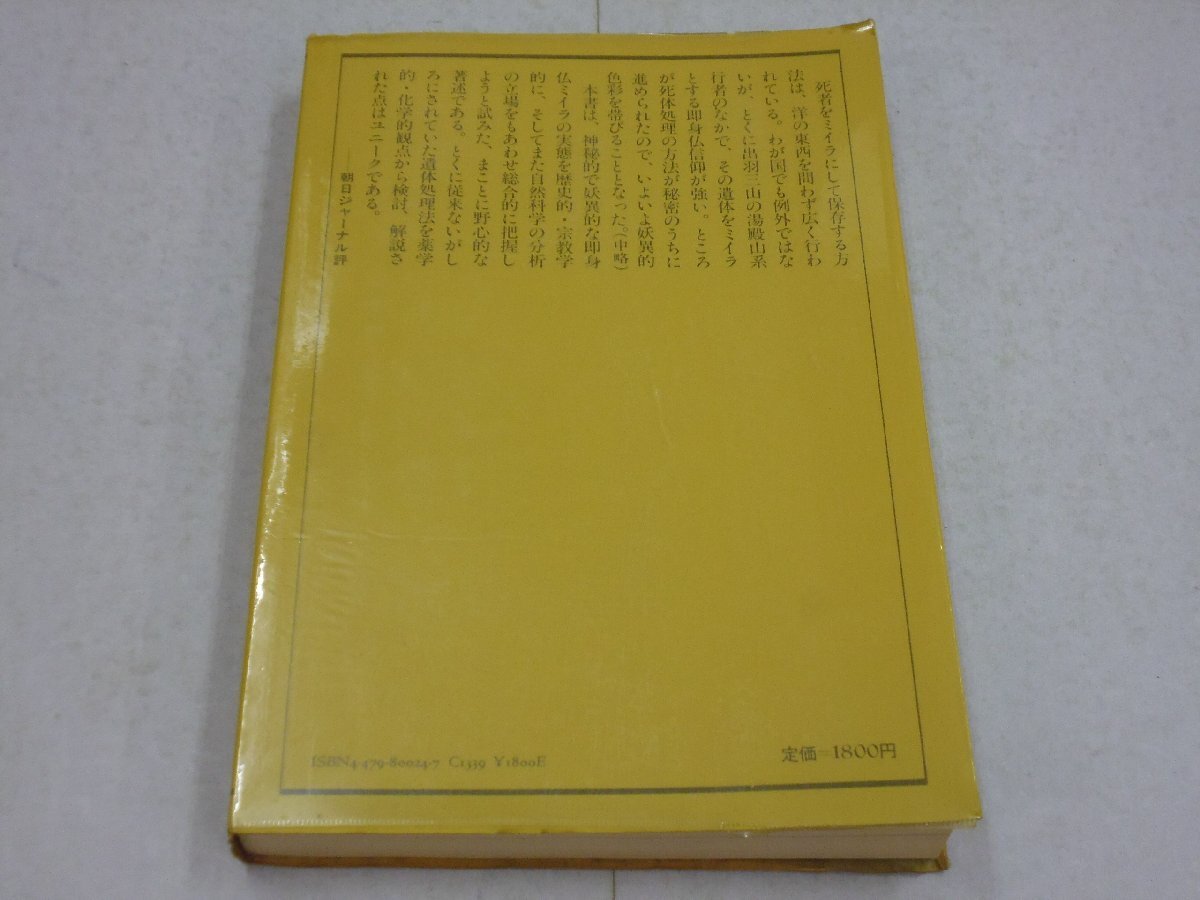 死者をミイラにして保存する方
法は、洋の東西を問わず広く行わ
れている。わが国でも例外ではな
いが、とくに出羽三山の湯殿山系
行者のなかで、その遺体をミイラ
とする即身仏信仰が強い。ところ
が死体処理の方法が秘密のうちに
進められたので、いよいよ妖異的
色彩を帯びることとなった。(中略)
本書は、神秘的で妖異的な即身
仏ミイラの実態を歴史的・宗教学
的に、そしてまた自然科学の分析
の立場をもあわせ総合的に把握し
ようと試みた、まことに野心的な
著述である。とくに従来ないがし
ろにされていた遺体処理法を薬学
的・化学的観点から検討、解説さ
れた点はユニークである。
朝日ジャーナル評
ISBN4-479-80024-7 C1339 ¥1800E
定価=1800円